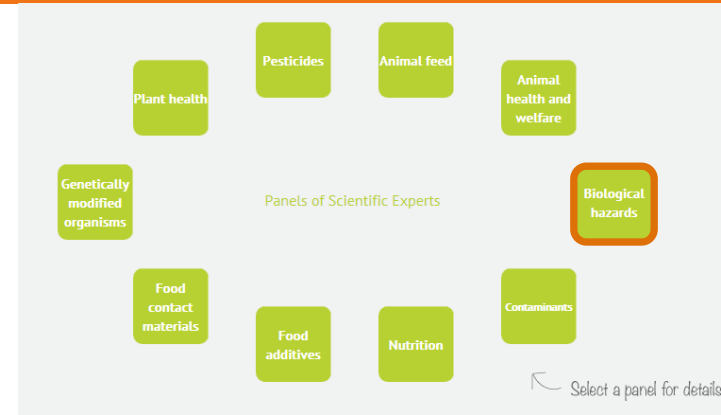 Pesticides
Animal feed
Plant health
Animal
health and
welfare
Genetically
modified
organisms
Panels of Scientific Experts
Biological
hazards
Food
contact
materials
Contaminants
Food
additives
Nutrition
Select a panel for details